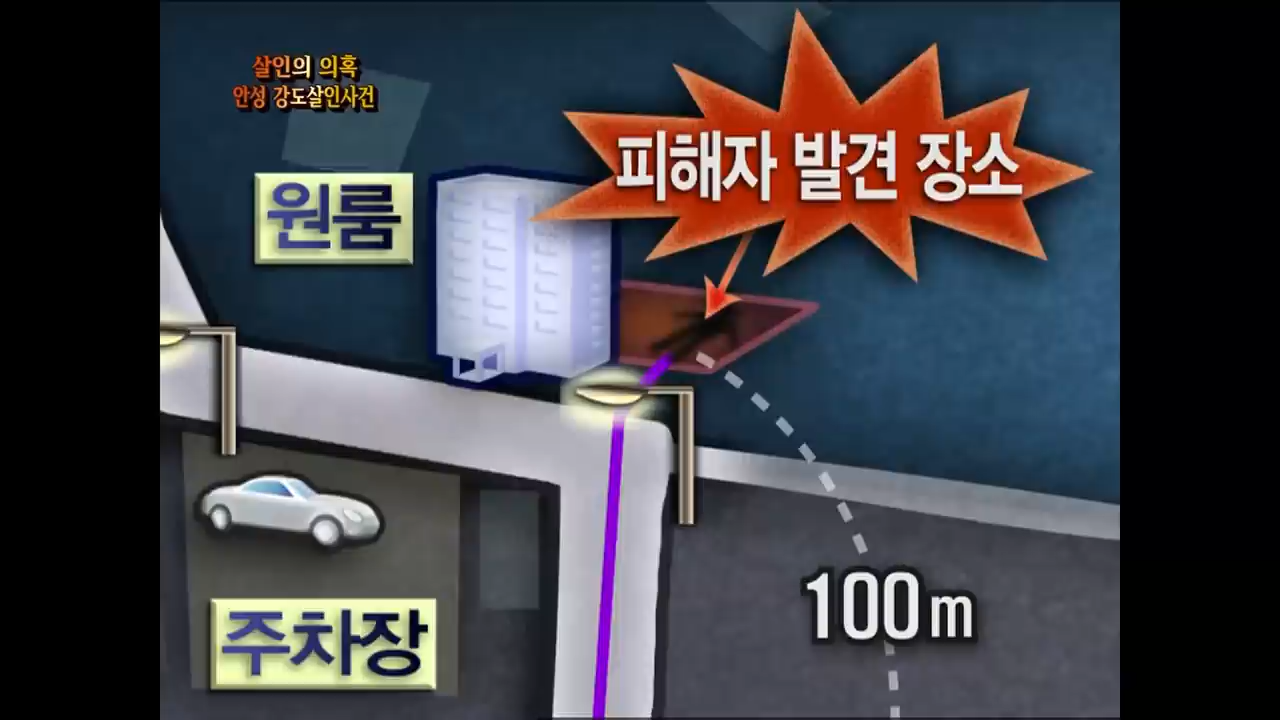 살인의 의혹
안성 강도살인사건
피해자 발견 장소
원룸
100m
주차장